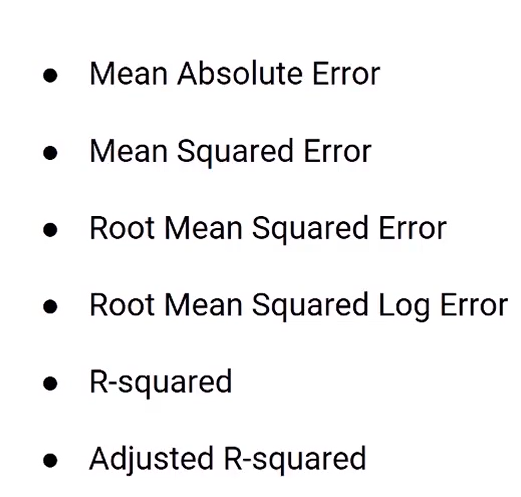 ● Mean Absolute Error
● Mean Squared Error
● Root Mean Squared Error
● Root Mean Squared Log Error
● R-squared
● Adjusted R-squared